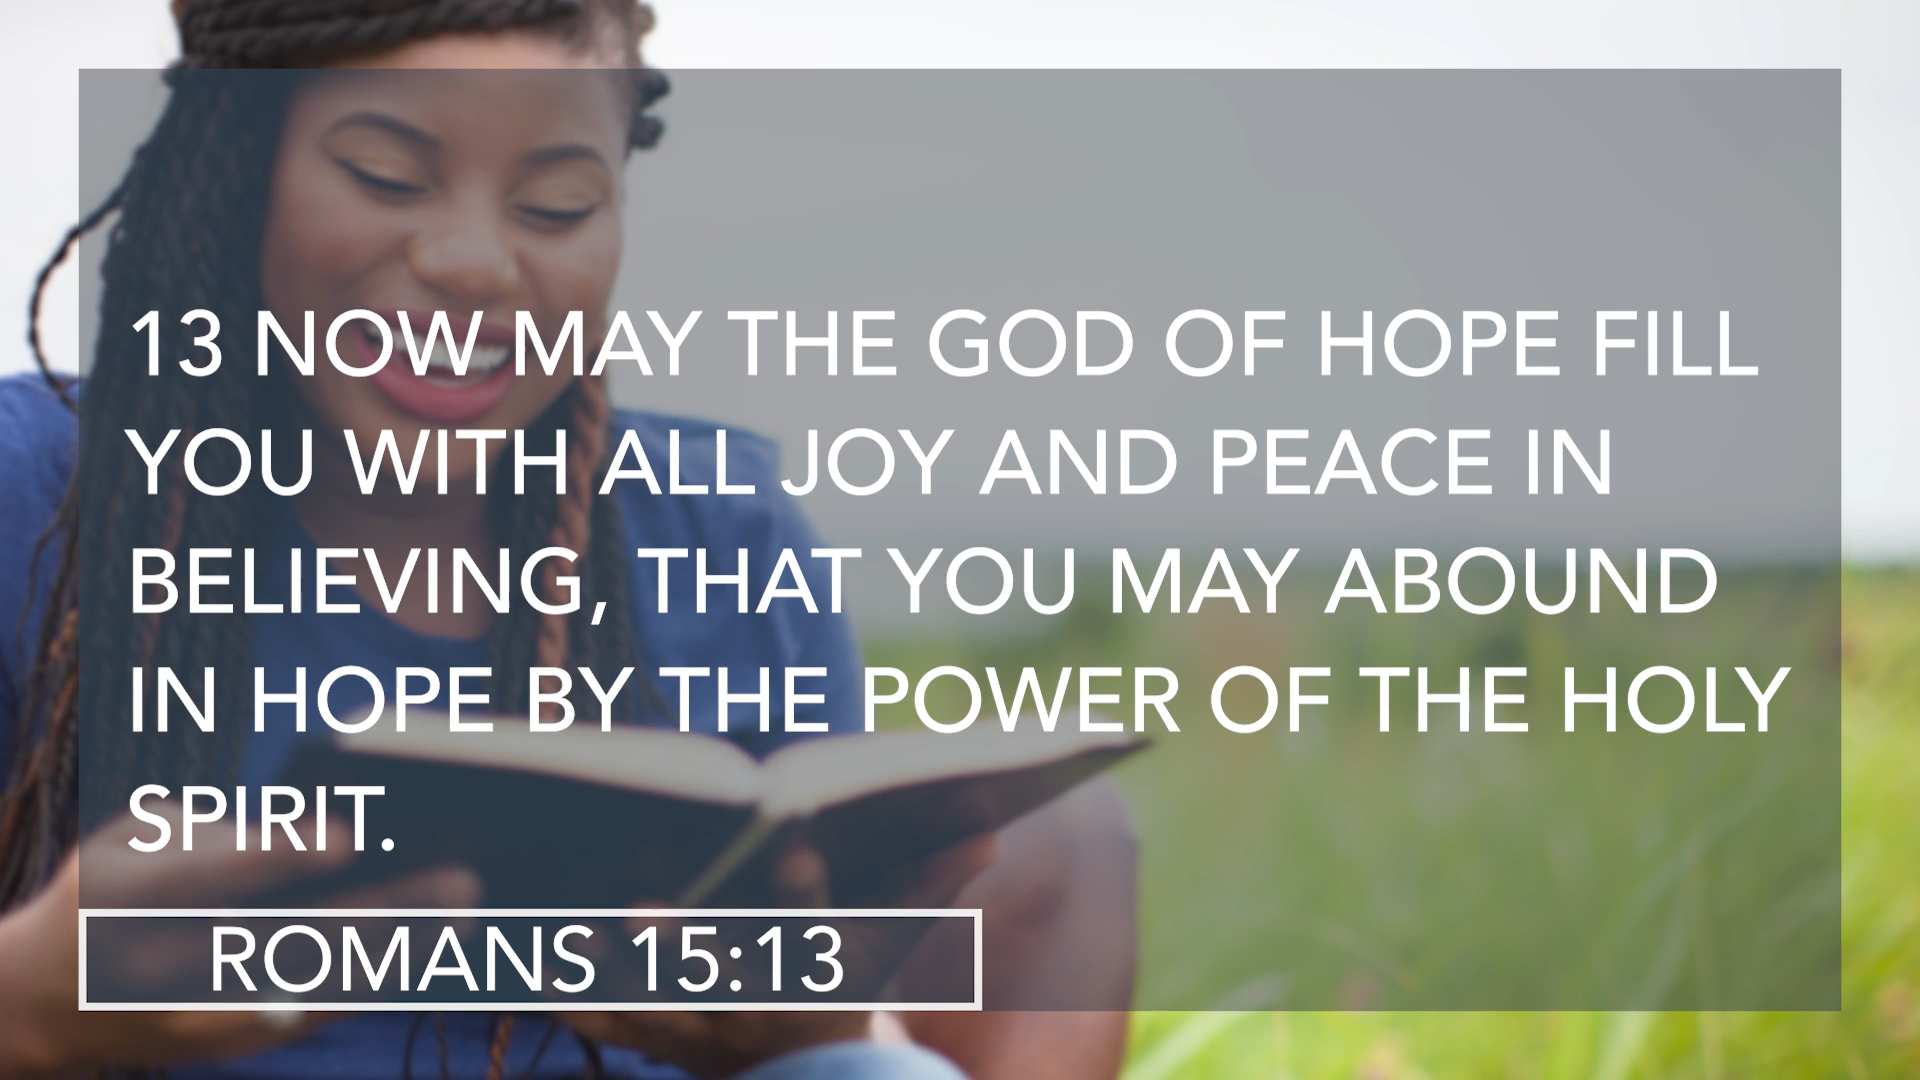 13 NOW MAY THE GOD OF HOPE FILL
YOU WITH ALL JOY AND PEACE IN
BELIEVING, THAT YOU MAY ABOUND
IN HOPE BY THE POWER OF THE HOLY
SPIRIT.
ROMANS 15:13